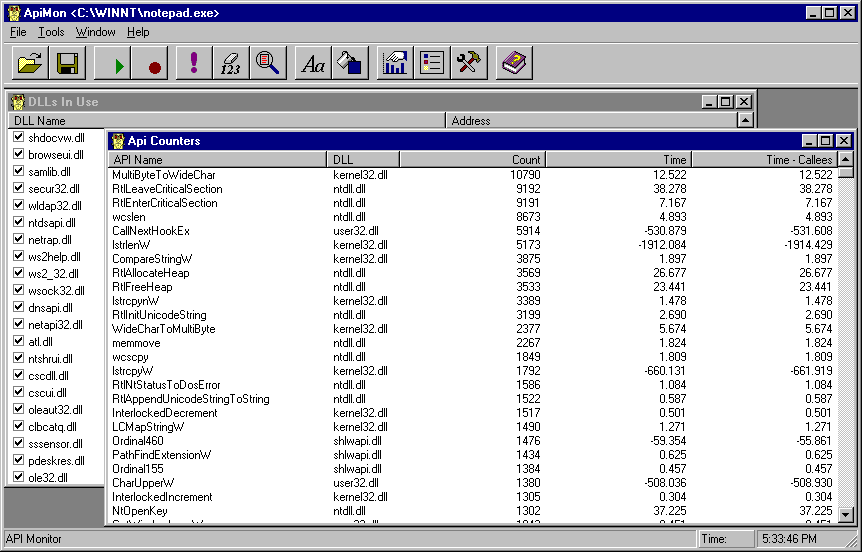 ApiMon <C:\WINNT\notepad.exe>
File Tools Window Help
123 Aa
DLLs In Use
DLL Name Address
shdocvw.dll
browseui.dll
samlib.dll
secur32.dll
wldap32.dll
ntdsapi.dll
netrap.dll
ws2help.dll
ws2_32.dll
wsock32.dll
dnsapi.dll
netapi32.dll
atl.dll
ntshrui.dll
cscdll.dll
cscui.dll
oleaut32.dll
clbcatq.dll
sssensor.dll
pdeskres.dll
ole32.dll
Api Counters
API Name DLL Count Time Time - Callees
MultiByteToWideChar kernel32.dll 10790 12.522 12.522
RtlLeaveCriticalSection ntdll.dll 9192 38.278 38.278
RtlEnterCriticalSection ntdll.dll 9191 7.167 7.167
wcslen ntdll.dll 8673 4.893 4.893
CallNextHookEx user32.dll 5914 -530.879 -531.608
lstrlenW kernel32.dll 5173 -1912.084 -1914.429
CompareStringW kernel32.dll 3875 1.897 1.897
RtlAllocateHeap ntdll.dll 3569 26.677 26.677
RtlFreeHeap ntdll.dll 3533 23.441 23.441
lstrcpynW kernel32.dll 3389 1.478 1.478
RtlInitUnicodeString ntdll.dll 3199 2.690 2.690
WideCharToMultiByte kernel32.dll 2377 5.674 5.674
memmove ntdll.dll 2267 1.824 1.824
wcscpy ntdll.dll 1849 1.809 1.809
lstrcpyW kernel32.dll 1792 -660.131 -661.919
RtlNtStatusToDosError ntdll.dll 1586 1.084 1.084
RtlAppendUnicodeStringToString ntdll.dll 1522 0.587 0.587
InterlockedDecrement kernel32.dll 1517 0.501 0.501
LCMapStringW kernel32.dll 1490 1.271 1.271
Ordinal460 shlwapi.dll 1476 -59.354 -55.861
PathFindExtensionW shlwapi.dll 1434 0.625 0.625
Ordinal155 shlwapi.dll 1384 0.457 0.457
CharUpperW user32.dll 1380 -508.036 -508.930
InterlockedIncrement kernel32.dll 1305 0.304 0.304
NtOpenKey ntdll.dll 1302 37.225 37.225
API Monitor Time: 5:33:46 PM